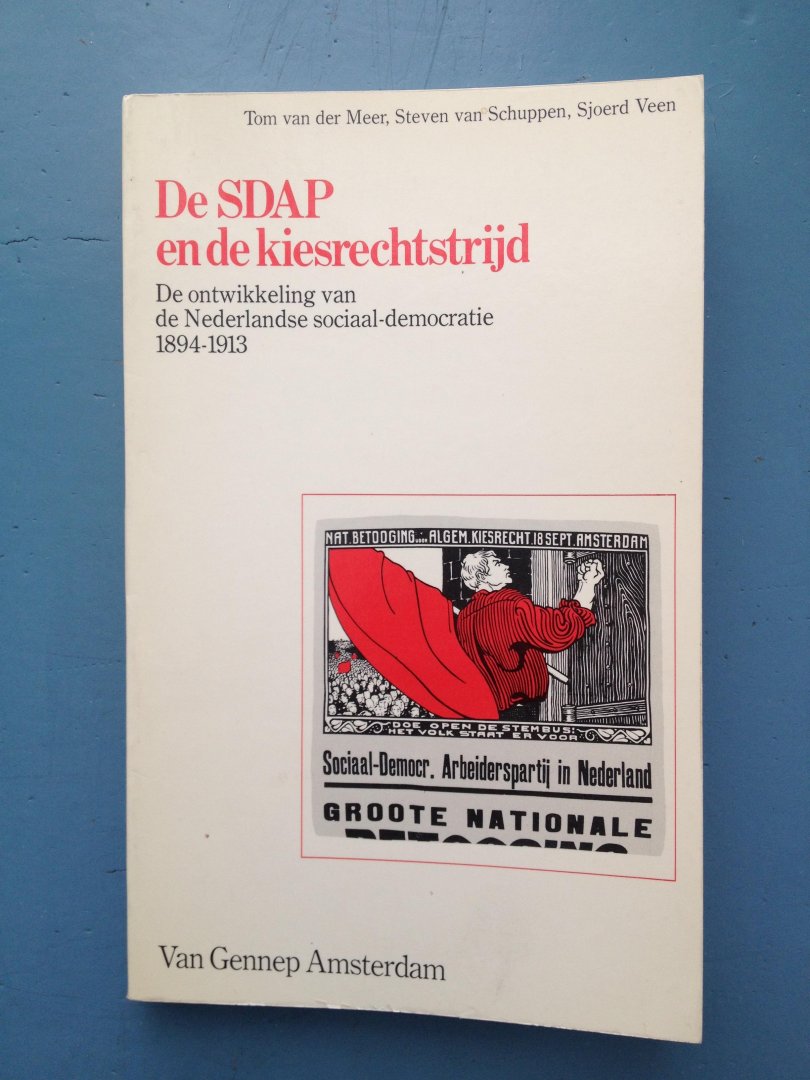 Tom van der Meer, Steven van Schuppen, Sjoerd Veen
De SDAP
en de kiesrechtstrijd
De ontwikkeling van
de Nederlandse sociaal-democratie
1894-1913
NAT. BETOOGING.... ALGEM. KIESRECHT. 18 SEPT. AMSTERDAM
DOE OPEN DE STEMBUS:
HET VOLK STAAT ER VOOR
Sociaal-Democr. Arbeiderspartij in Nederland
GROOTE NATIONALE
BETOOGING
Van Gennep Amsterdam